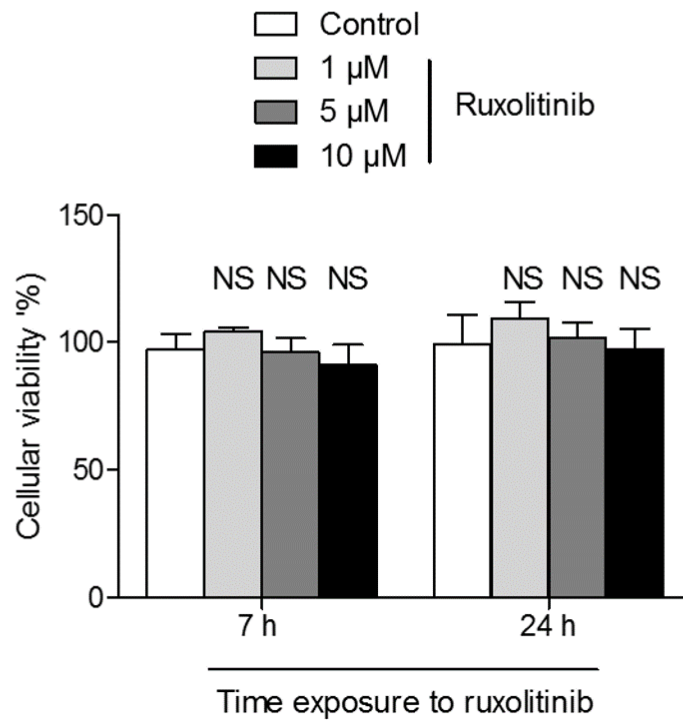 Control
1 µM
5 µM
10 µM
Ruxolitinib
Cellular viability '%)
150
100
50
0
NS NS NS
NS NS NS
7 h
24 h
Time exposure to ruxolitinib